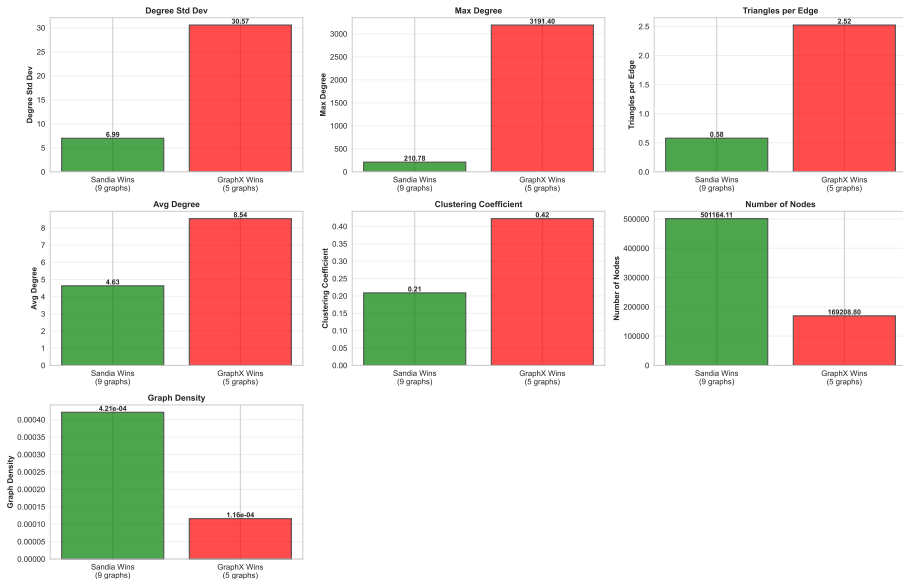 Degree Std Dev
Degree Std Dev
30
25
20
15
10
5
0
6.99
30.57
Sandia Wins
(9 graphs)
GraphX Wins
(5 graphs)
Max Degree
Max Degree
3000
2500
2000
1500
1000
500
0
210.78
3191.40
Sandia Wins
(9 graphs)
GraphX Wins
(5 graphs)
Triangles per Edge
Triangles per Edge
2.5
2.0
1.5
1.0
0.5
0.0
0.58
2.52
Sandia Wins
(9 graphs)
GraphX Wins
(5 graphs)
Avg Degree
Avg Degree
8
7
6
5
4
3
2
1
0
4.63
8.54
Sandia Wins
(9 graphs)
GraphX Wins
(5 graphs)
Clustering Coefficient
Clustering Coefficient
0.40
0.35
0.30
0.25
0.20
0.15
0.10
0.05
0.00
0.21
0.42
Sandia Wins
(9 graphs)
GraphX Wins
(5 graphs)
Number of Nodes
Number of Nodes
500000
400000
300000
200000
100000
0
501164.11
169208.80
Sandia Wins
(9 graphs)
GraphX Wins
(5 graphs)
Graph Density
Graph Density
0.00040
0.00035
0.00030
0.00025
0.00020
0.00015
0.00010
0.00005
0.00000
4.21e-04
1.16e-04
Sandia Wins
(9 graphs)
GraphX Wins
(5 graphs)